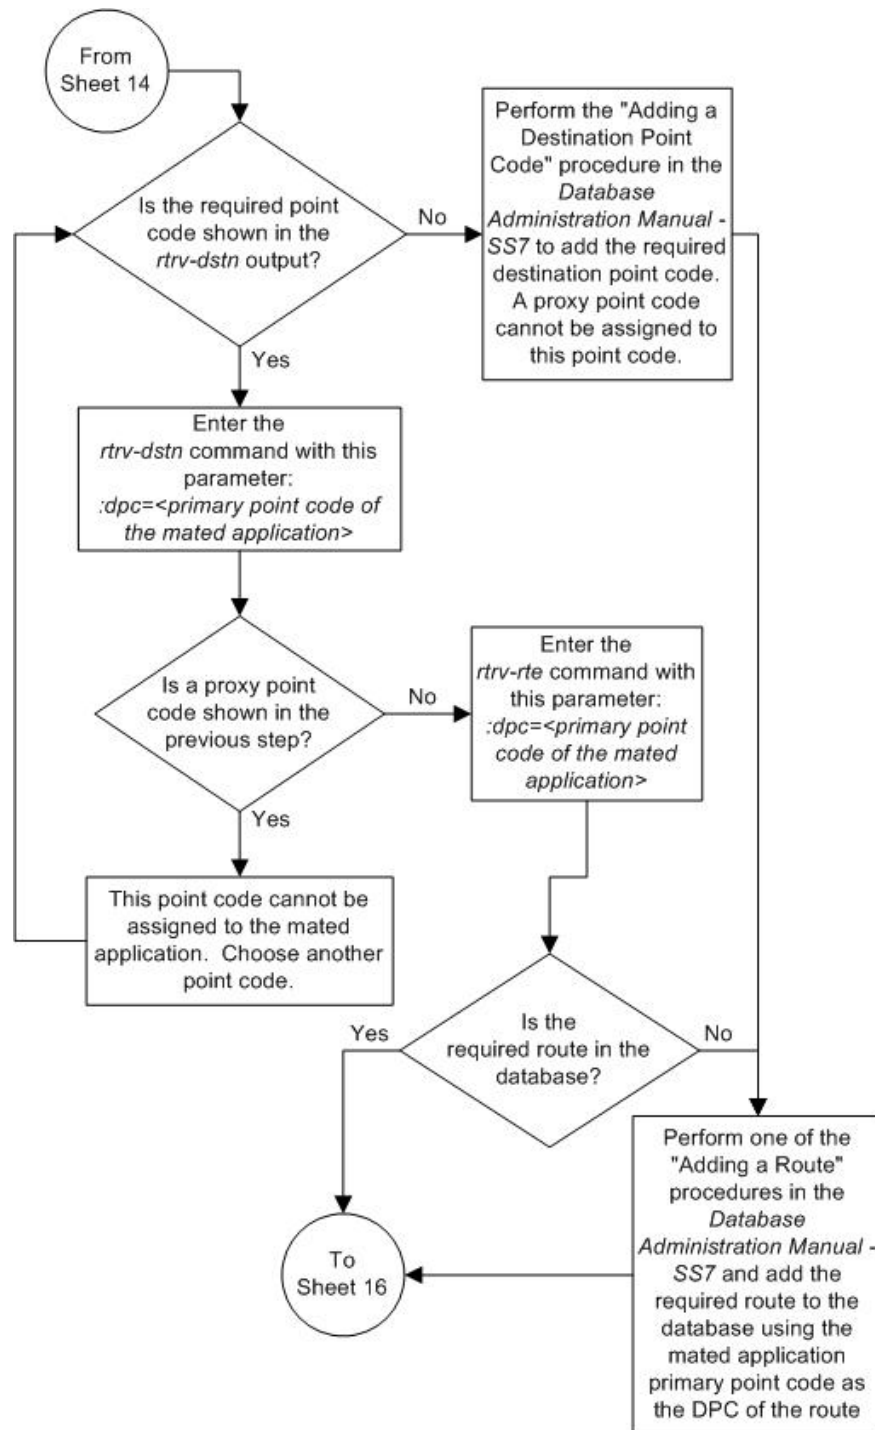 From
Sheet 14
Is the required point
code shown in the
rtrv-dstn output?
No
Perform the "Adding a
Destination Point
Code" procedure in the
Database
Administration Manual -
SS7 to add the required
destination point code.
A proxy point code
cannot be assigned to
this point code.
Yes
Enter the
rtrv-dstn command with this
parameter:
:dpc=<primary point code of
the mated application>
Is a proxy point
code shown in the
previous step?
No
Enter the
rtrv-rte command with
this parameter:
:dpc=<primary point
code of the mated
application>
Yes
This point code cannot be
assigned to the mated
application.  Choose another
point code.
Is the
required route in the
database?
Yes
No
Perform one of the
"Adding a Route"
procedures in the
Database
Administration Manual -
SS7 and add the
required route to the
database using the
mated application
primary point code as
the DPC of the route
To
Sheet 16